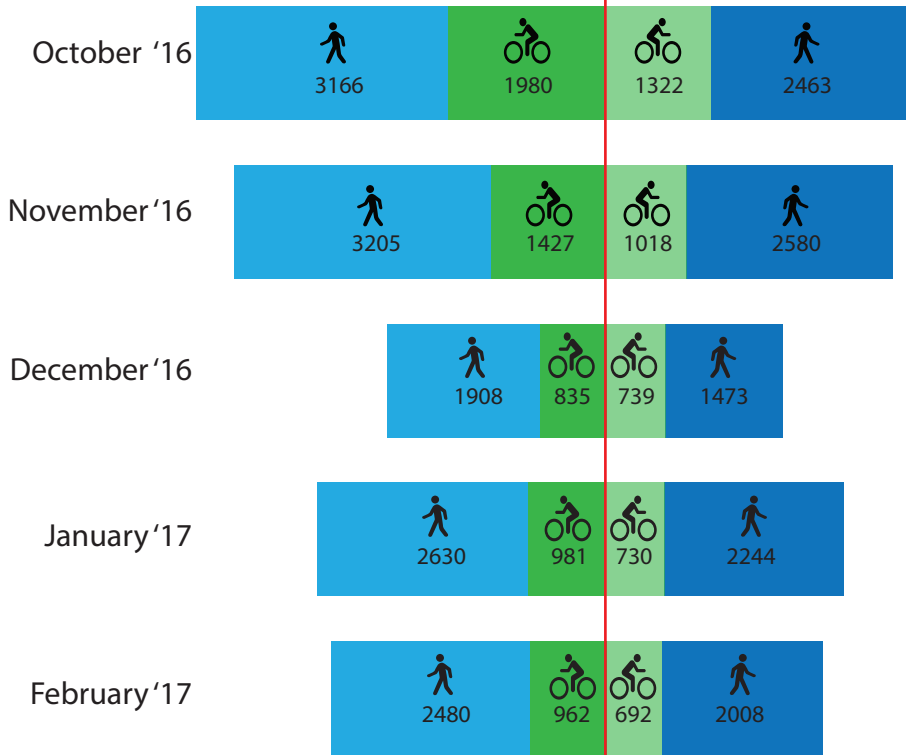 October '16
3166 1980 1322 2463
November '16
3205 1427 1018 2580
December '16
1908 835 739 1473
January '17
2630 981 730 2244
February '17
2480 962 692 2008